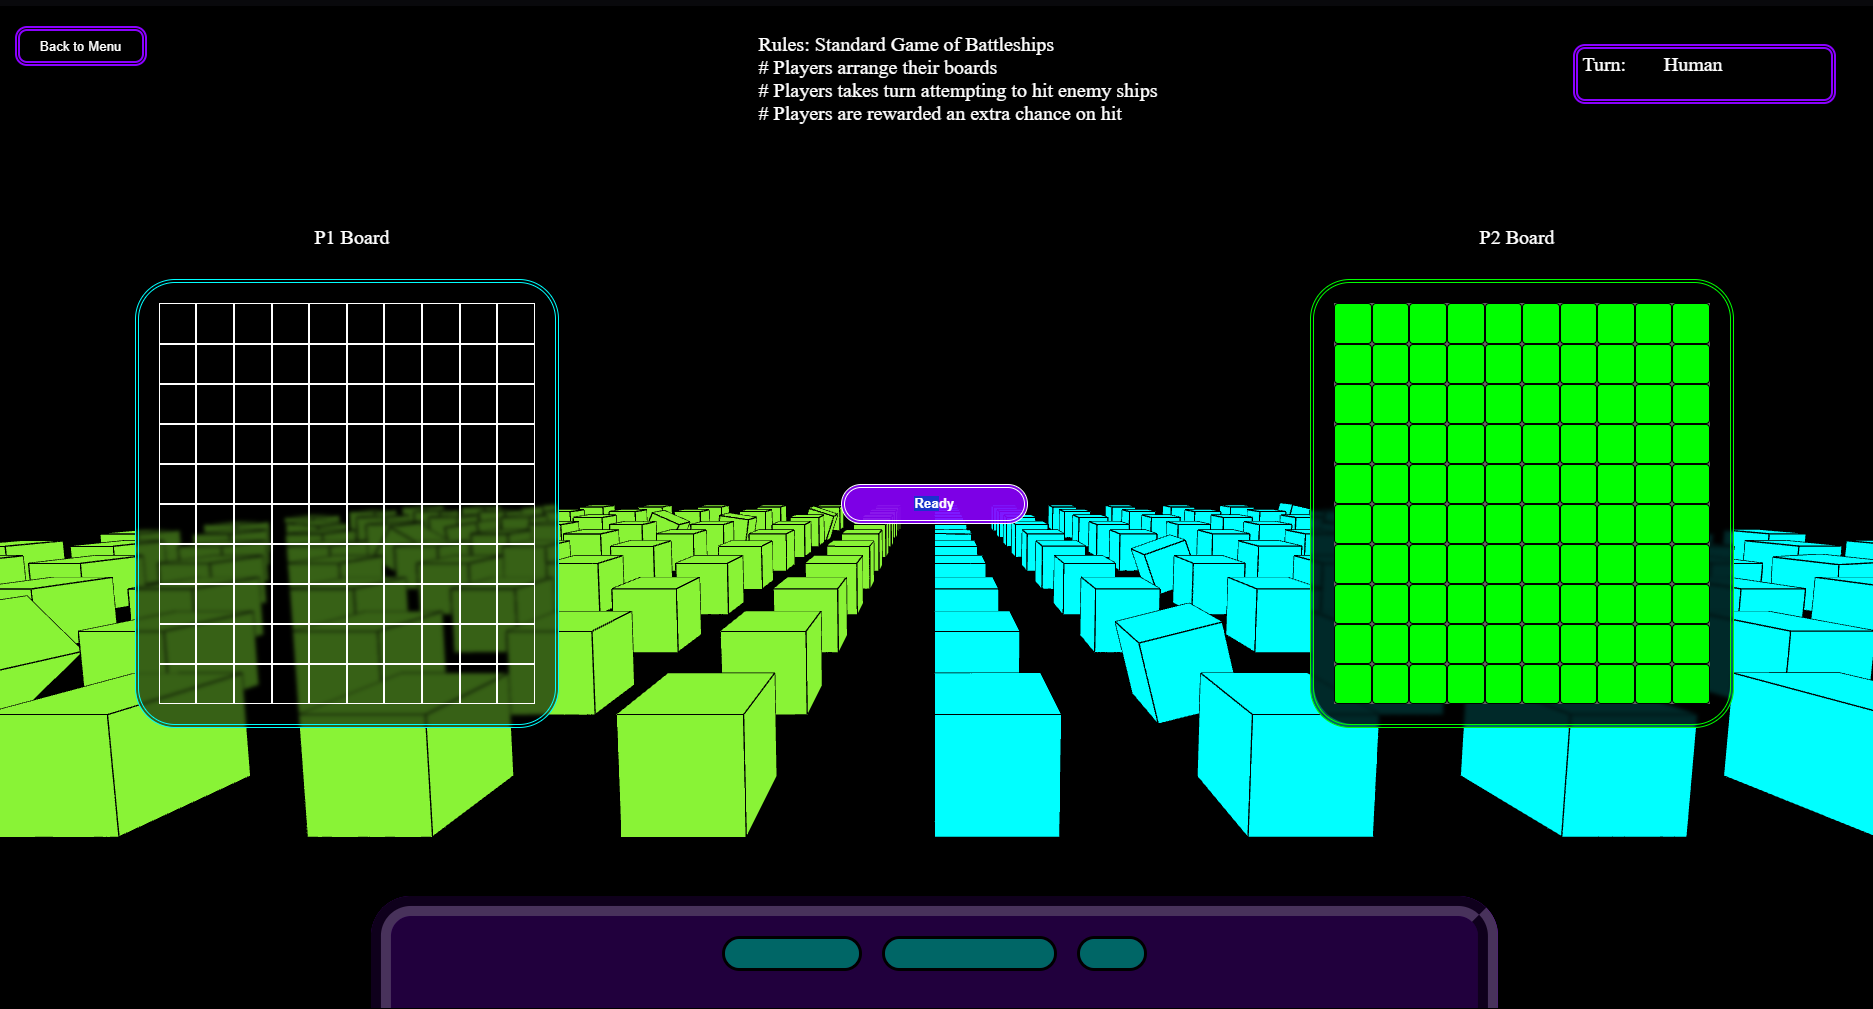 Back to Menu
Rules: Standard Game of Battleships
# Players arrange their boards
# Players takes turn attempting to hit enemy ships
# Players are rewarded an extra chance on hit
Turn: Human
P1 Board
P2 Board
Ready